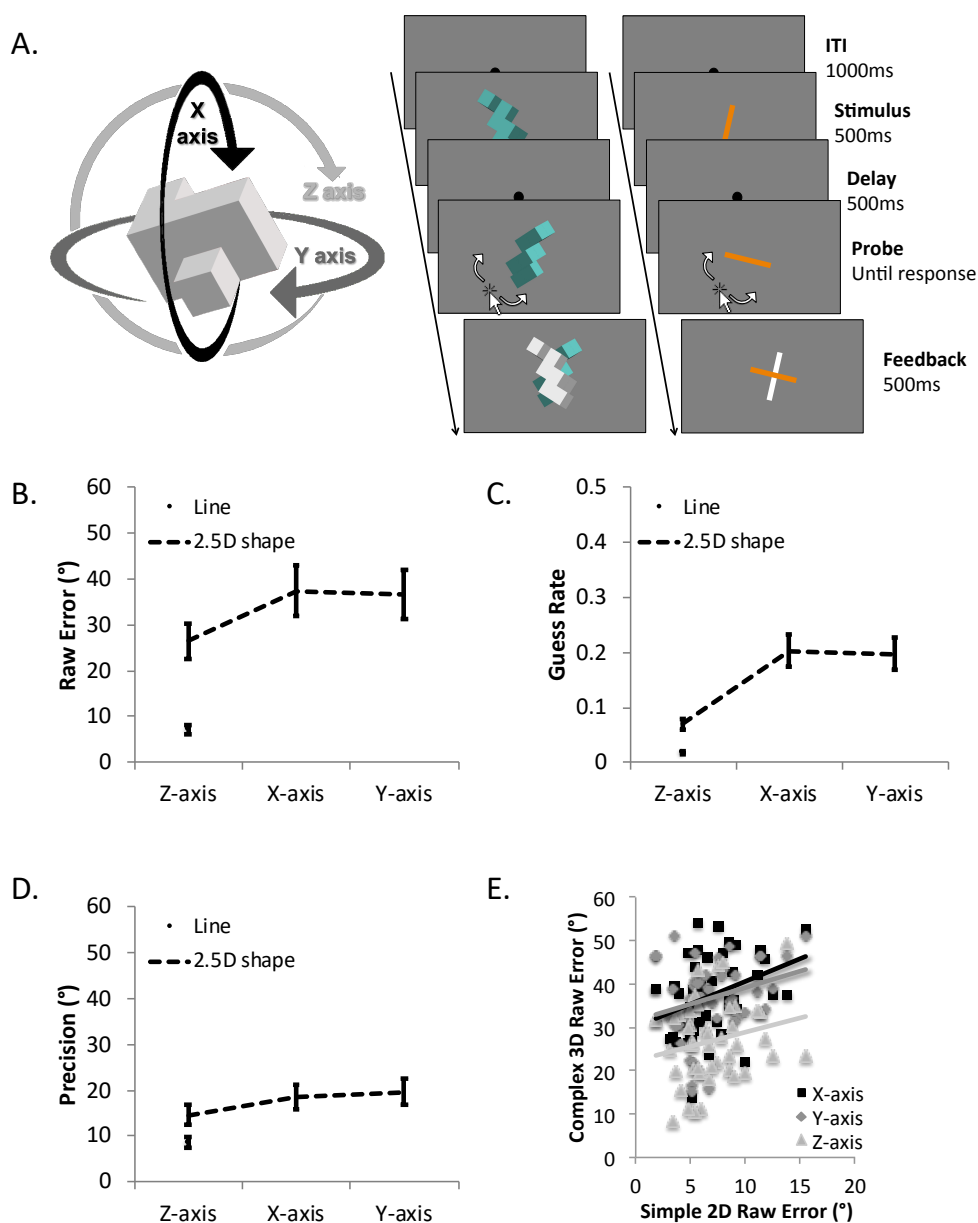 A.
X
axis
Z axis
Y axis
ITI
1000ms
Stimulus
500ms
Delay
500ms
Probe
Until response
Feedback
500ms
B.
60
50
40
30
20
10
0
Raw Error (°)
Line
2.5D shape
Z-axis X-axis Y-axis
C.
0.5
0.4
0.3
0.2
0.1
0
Guess Rate
Line
2.5D shape
Z-axis X-axis Y-axis
D.
60
50
40
30
20
10
0
Precision (°)
Line
2.5D shape
Z-axis X-axis Y-axis
E.
60
50
40
30
20
10
0
Complex 3D Raw Error (°)
X-axis
Y-axis
Z-axis
0 5 10 15 20
Simple 2D Raw Error (°)